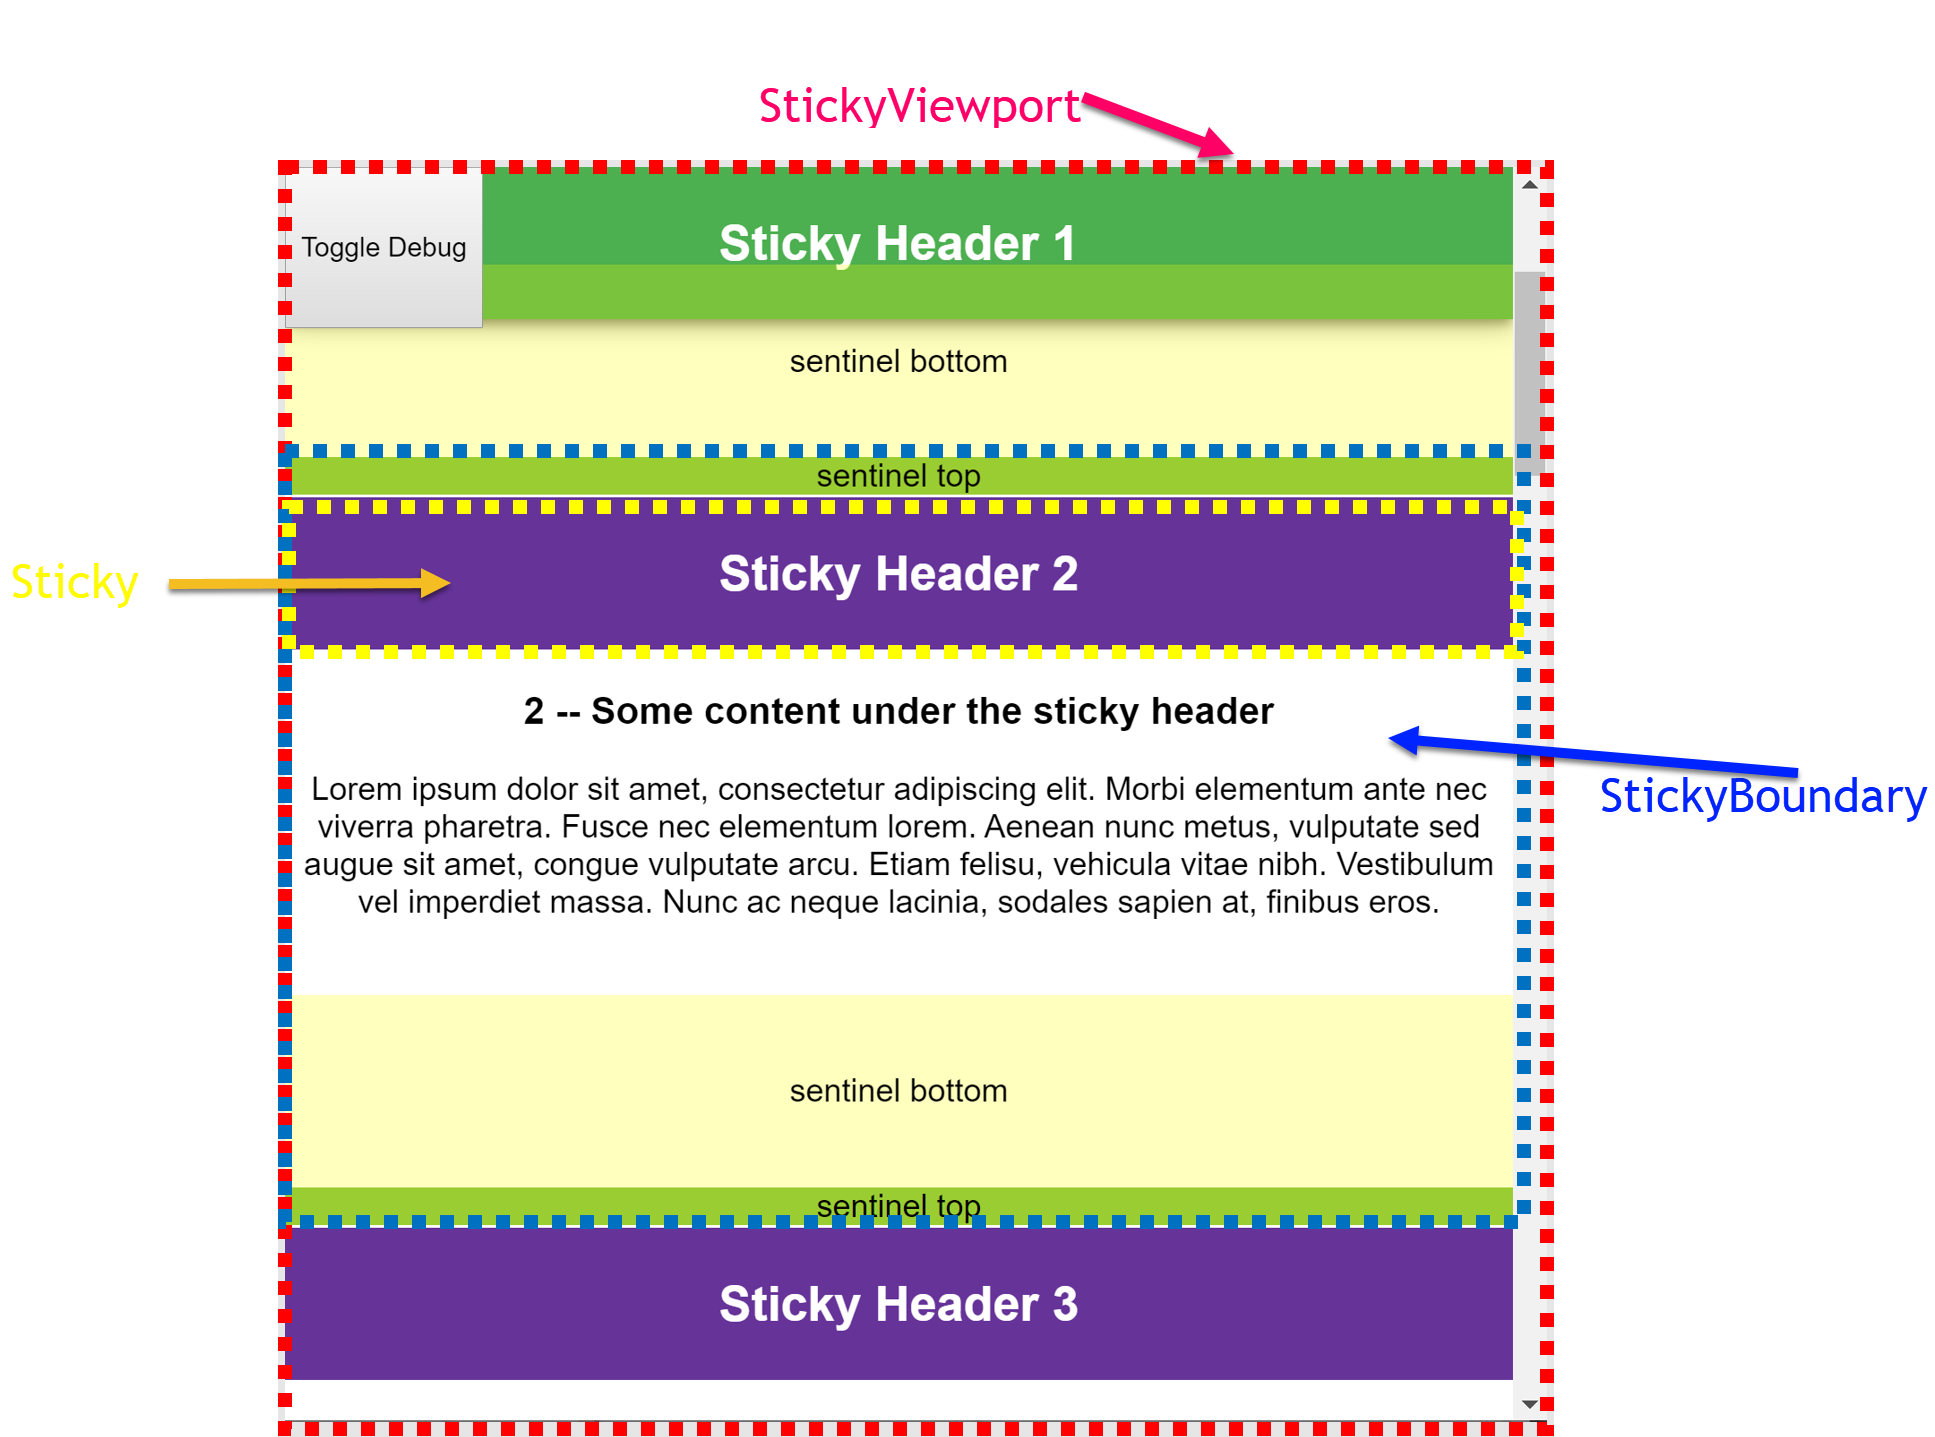 StickyViewport
Toggle Debug
Sticky Header 1
sentinel bottom
sentinel top
Sticky
Sticky Header 2
2 -- Some content under the sticky header
StickyBoundary
Lorem ipsum dolor sit amet, consectetur adipiscing elit. Morbi elementum ante nec
viverra pharetra. Fusce nec elementum lorem. Aenean nunc metus, vulputate sed
augue sit amet, congue vulputate arcu. Etiam felisu, vehicula vitae nibh. Vestibulum
vel imperdiet massa. Nunc ac neque lacinia, sodales sapien at, finibus eros.
sentinel bottom
sentinel top
Sticky Header 3